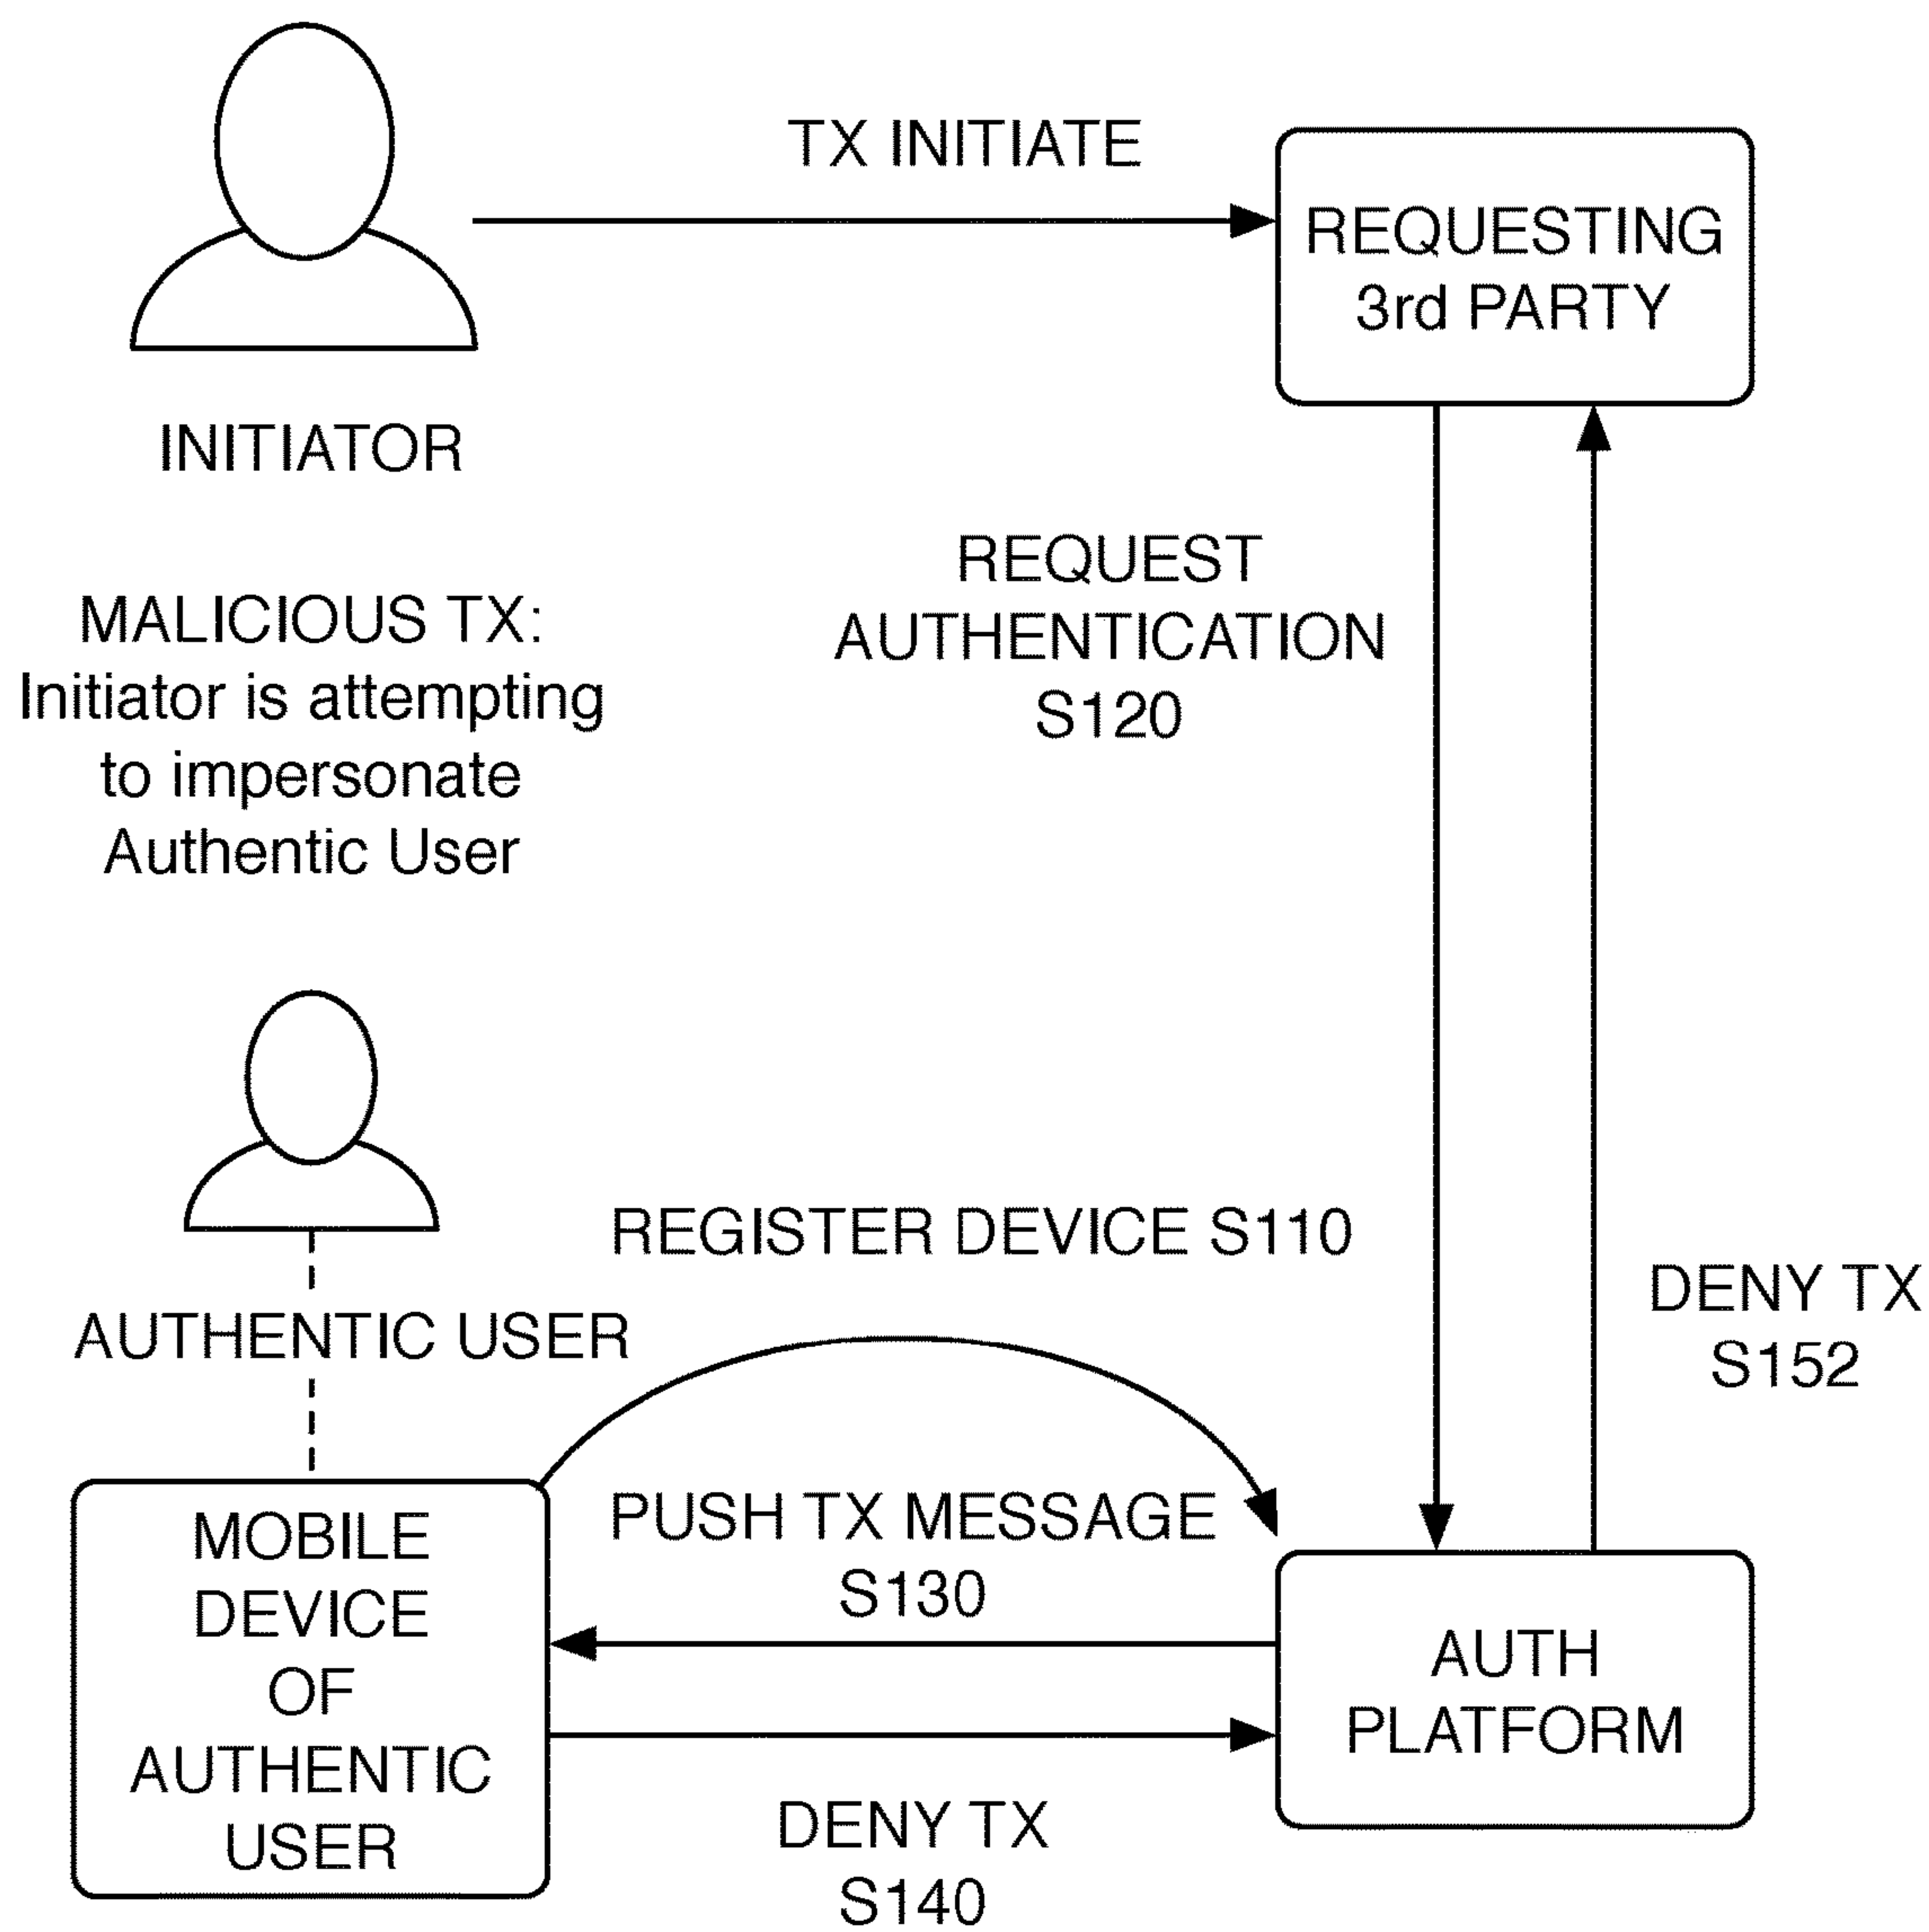 TX INITIATE
REQUESTING
3rd PARTY
INITIATOR
MALICIOUS TX:
Initiator is attempting
to impersonate
Authentic User
REQUEST
AUTHENTICATION
S120
REGISTER DEVICE S110
DENY TX
S152
AUTHENTIC USER
MOBILE
DEVICE
OF
AUTHENTIC
USER
PUSH TX MESSAGE
S130
AUTH
PLATFORM
DENY TX
S140